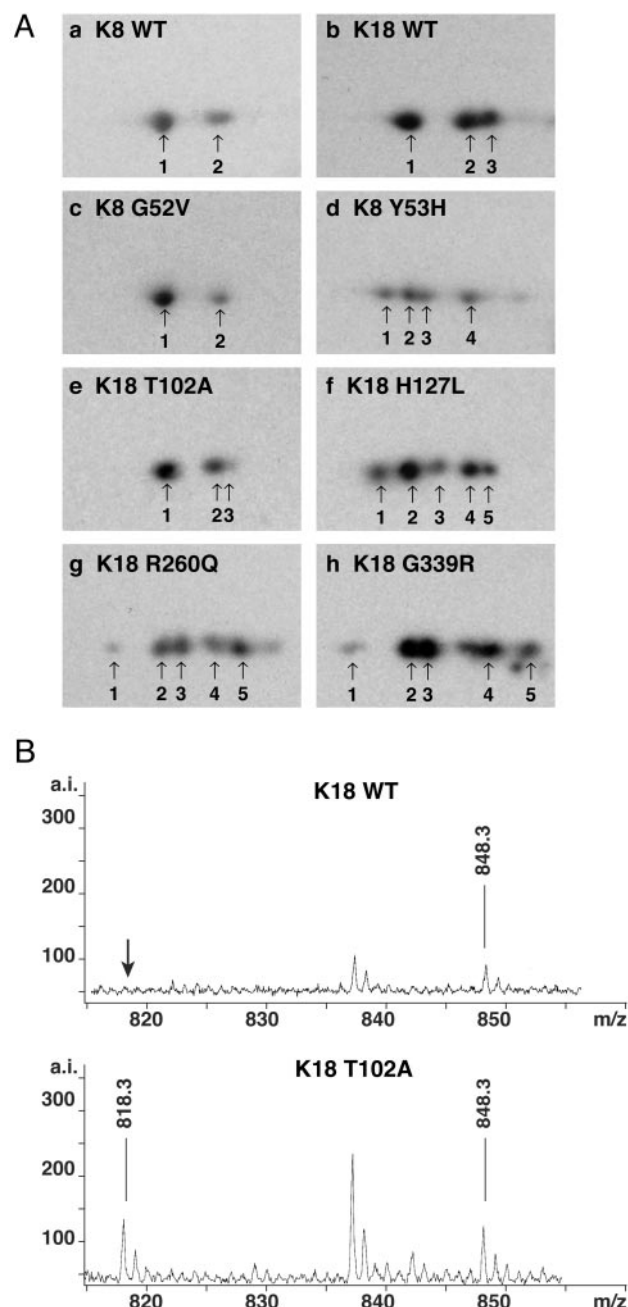 A
a K8 WT
b K18 WT
1 2
1 2 3
c K8 G52V
d K8 Y53H
1 2
1 2 3 4
e K18 T102A
f K18 H127L
1 2 3
1 2 3 4 5
g K18 R260Q
h K18 G339R
1 2 3 4 5
1 2 3 4 5
B
a.i.
K18 WT
300
848.3
200
100
820 830 840 850 m/z
a.i.
K18 T102A
300
818.3
848.3
200
100
820 830 840 850 m/z